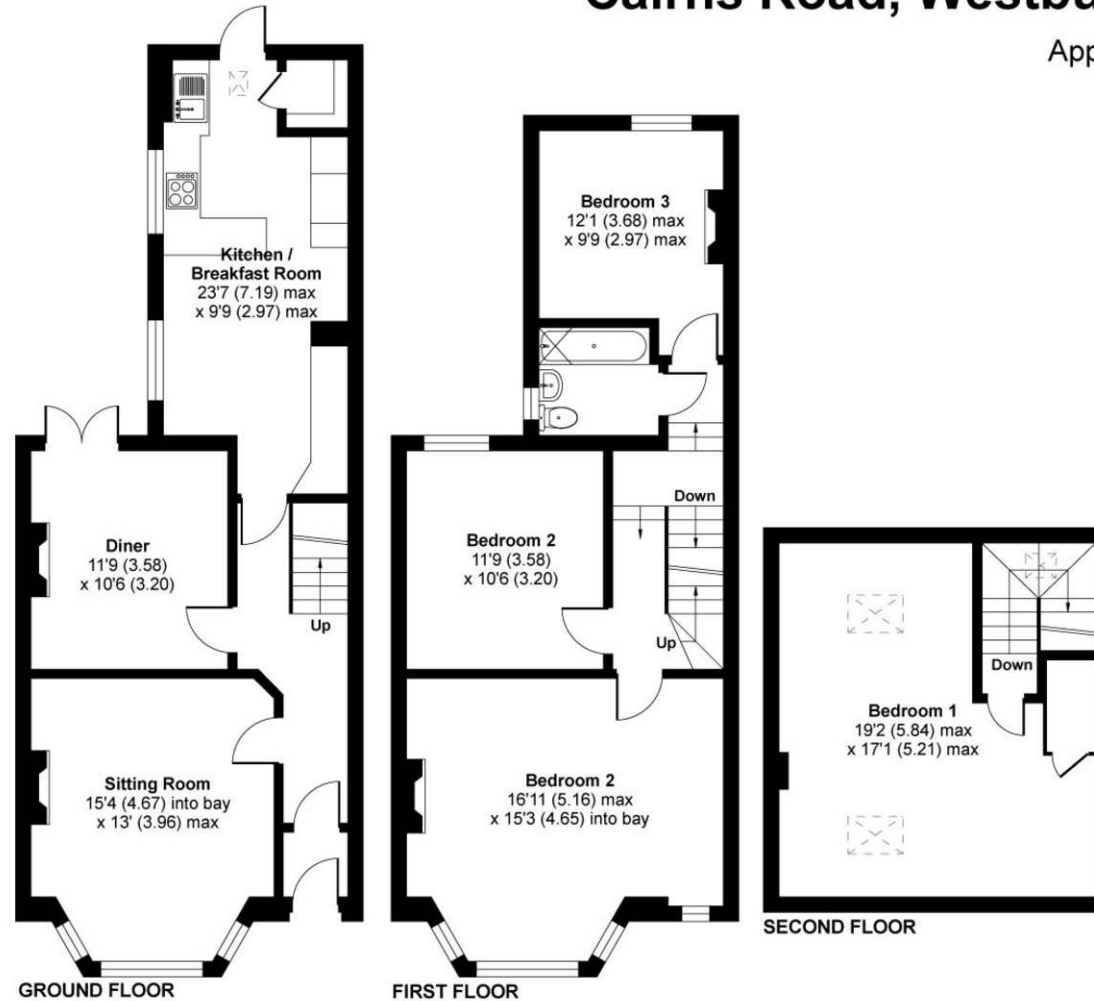 Cairns Road, Westbu
App
Kitchen /
Breakfast Room
23'7 (7.19) max
x 9'9 (2.97) max
Diner
11'9 (3.58)
x 10'6 (3.20)
Up
Sitting Room
15'4 (4.67) into bay
x 13' (3.96) max
GROUND FLOOR
Bedroom 3
12'1 (3.68) max
x 9'9 (2.97) max
Down
Bedroom 2
11'9 (3.58)
x 10'6 (3.20)
Up
Bedroom 2
16'11 (5.16) max
x 15'3 (4.65) into bay
FIRST FLOOR
Down
Bedroom 1
19'2 (5.84) max
x 17'1 (5.21) max
SECOND FLOOR